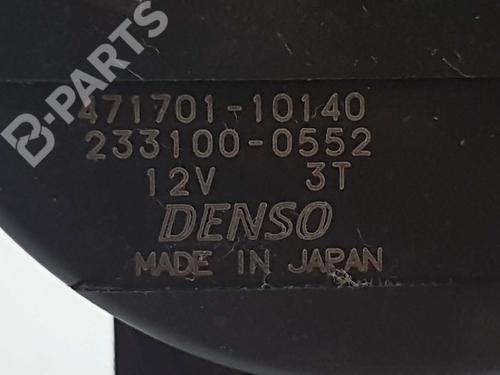 B-PARTS
471701-10140
233100-0552
12V 3T
DENSO
MADE IN JAPAN